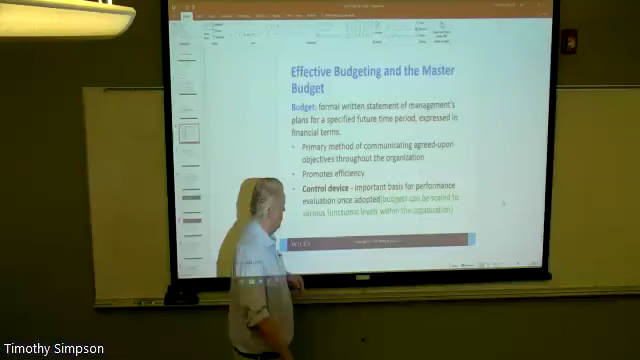 Effective Budgeting and the Master
Budget
Budget: formal written statement of management's
plans for a specified future time period, expressed in
financial terms.
• Primary method of communicating agreed-upon
objectives throughout the organization
• Promotes efficiency
• Control device - important basis for performance
evaluation once adopted(budgets can be scaled to
various functional levels within the organization)
WILEY
Timothy Simpson